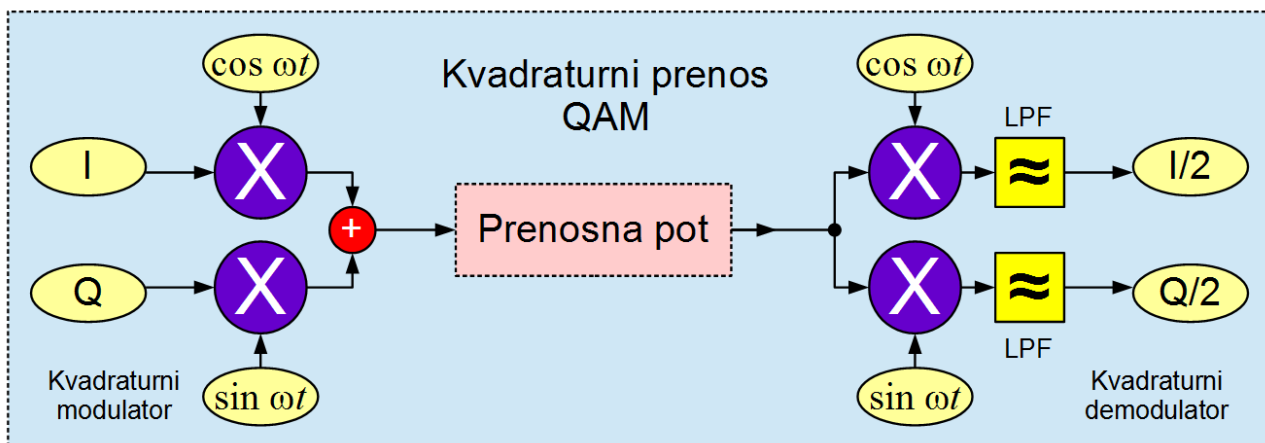 cos ωt
Kvadraturni prenos
QAM
cos ωt
LPF
I
X
X
≈
I/2
+
Prenosna pot
Q
X
X
≈
Q/2
LPF
Kvadraturni
modulator
sin ωt
sin ωt
Kvadraturni
demodulator